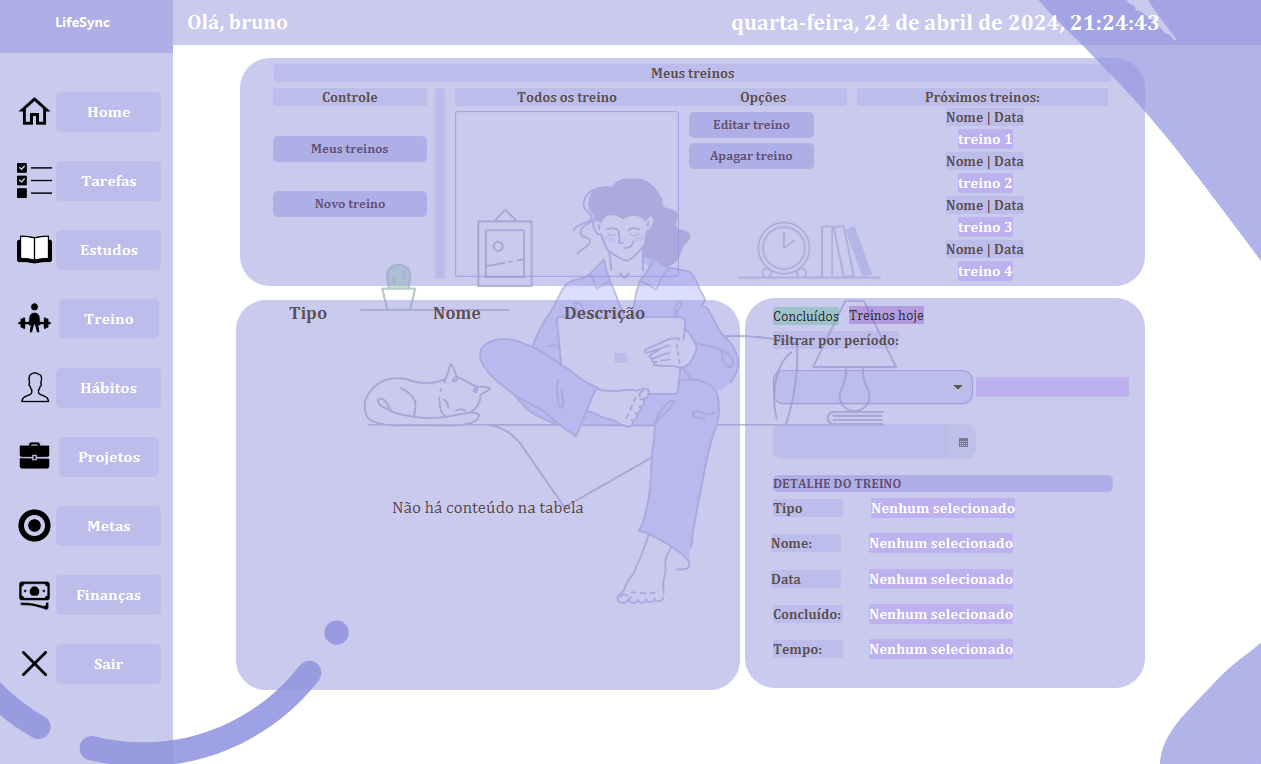 LifeSync
Olá, bruno
quarta-feira, 24 de abril de 2024, 21:24:43
Home
Tarefas
Estudos
Treino
Hábitos
Projetos
Metas
Finanças
Sair
Meus treinos
Controle
Meus treinos
Novo treino
Todos os treino
Opções
Editar treino
Apagar treino
Próximos treinos:
Nome | Data
treino 1
Nome | Data
treino 2
Nome | Data
treino 3
Nome | Data
treino 4
Tipo Nome Descrição
Não há conteúdo na tabela
Concluídos Treinos hoje
Filtrar por período:
DETALHE DO TREINO
Tipo Nenhum selecionado
Nome: Nenhum selecionado
Data Nenhum selecionado
Concluído: Nenhum selecionado
Tempo: Nenhum selecionado